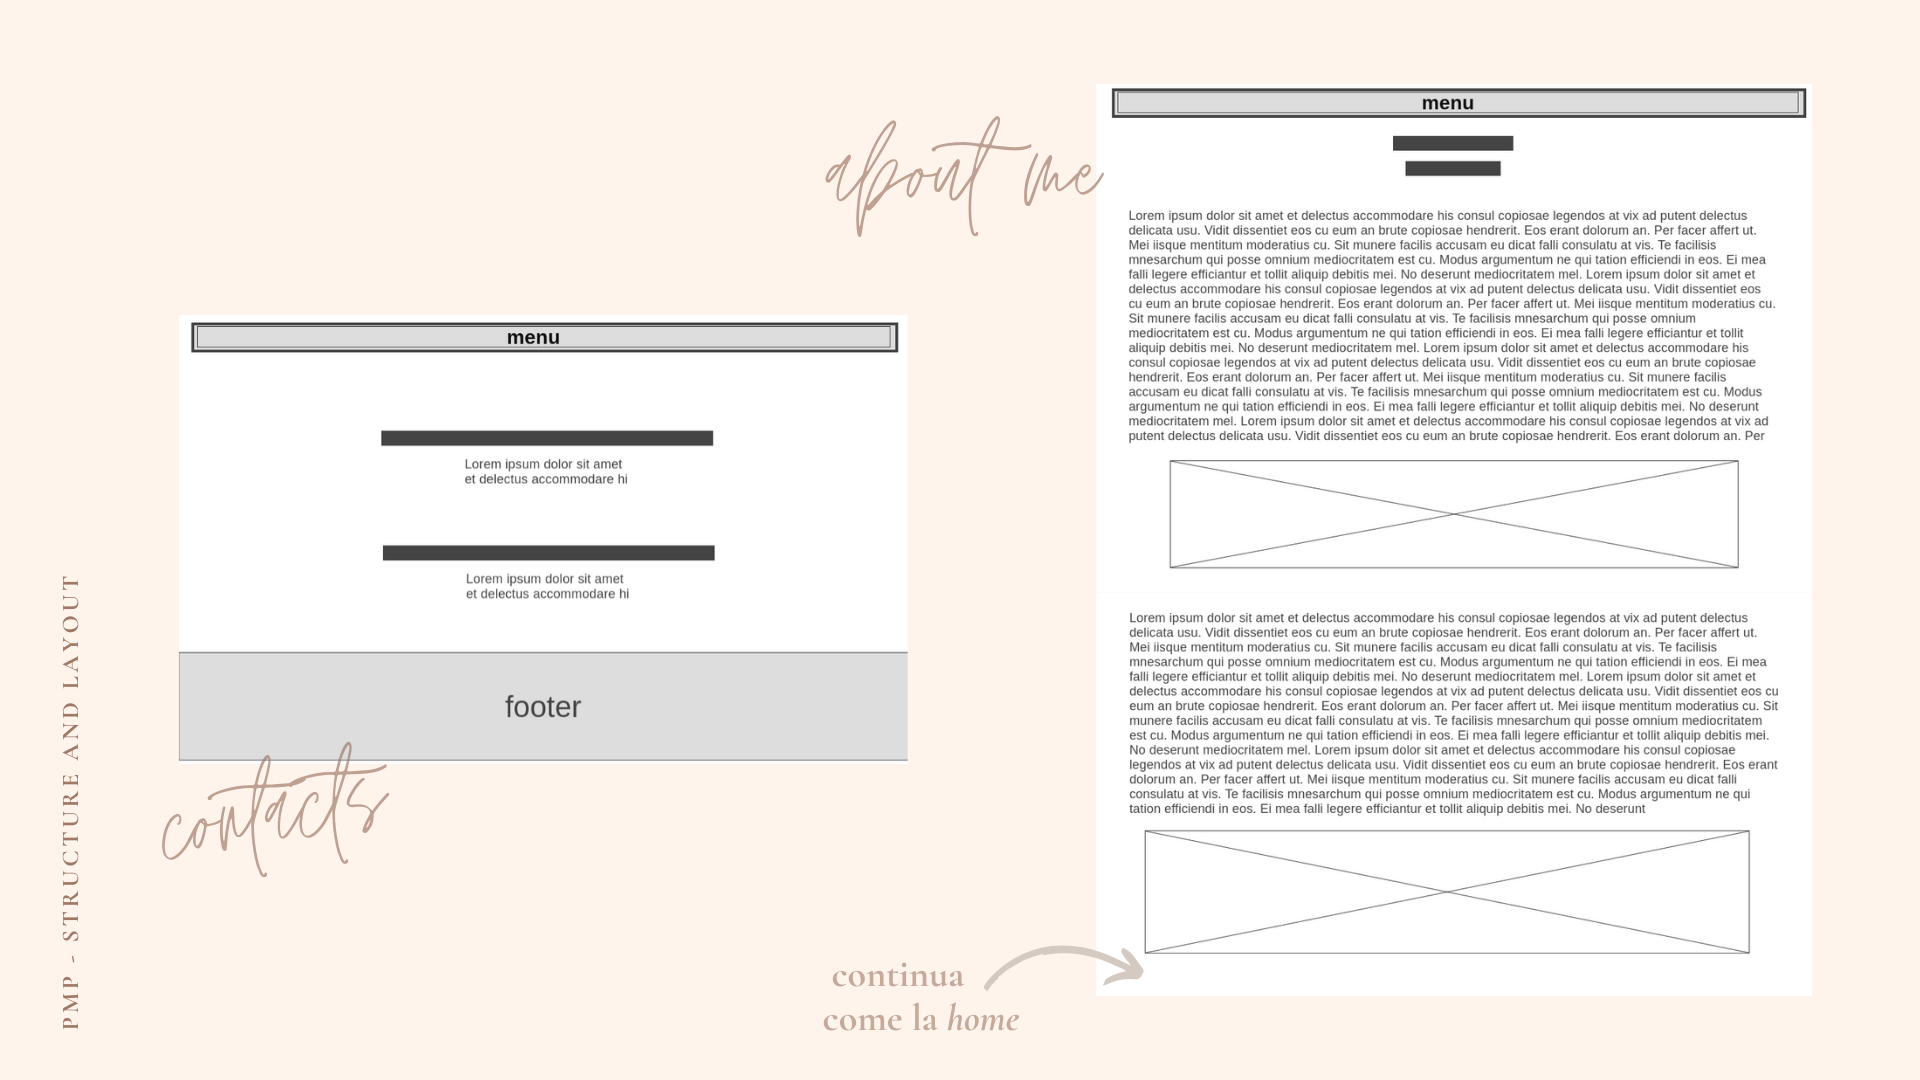 PMP - STRUCTURE AND LAYOUT
menu
Lorem ipsum dolor sit amet
et delectus accommodare hi
Lorem ipsum dolor sit amet
et delectus accommodare hi
footer
contacts
about me
menu
Lorem ipsum dolor sit amet et delectus accommodare his consul copiosae legendos at vix ad putent delectus
delicata usu. Vidit dissentiet eos cu eum an brute copiosae hendrerit. Eos erant dolorum an. Per facer affert ut.
Mei iisque mentitum moderatius cu. Sit munere facilis accusam eu dicat falli consulatu at vis. Te facilisis
mnesarchum qui posse omnium mediocritatem est cu. Modus argumentum ne qui tation efficiendi in eos. Ei mea
falli legere efficiantur et tollit aliquip debitis mei. No deserunt mediocritatem mel. Lorem ipsum dolor sit amet et
delectus accommodare his consul copiosae legendos at vix ad putent delectus delicata usu. Vidit dissentiet eos
cu eum an brute copiosae hendrerit. Eos erant dolorum an. Per facer affert ut. Mei iisque mentitum moderatius cu.
Sit munere facilis accusam eu dicat falli consulatu at vis. Te facilisis mnesarchum qui posse omnium
mediocritatem est cu. Modus argumentum ne qui tation efficiendi in eos. Ei mea falli legere efficiantur et tollit
aliquip debitis mei. No deserunt mediocritatem mel. Lorem ipsum dolor sit amet et delectus accommodare his
consul copiosae legendos at vix ad putent delectus delicata usu. Vidit dissentiet eos cu eum an brute copiosae
hendrerit. Eos erant dolorum an. Per facer affert ut. Mei iisque mentitum moderatius cu. Sit munere facilis
accusam eu dicat falli consulatu at vis. Te facilisis mnesarchum qui posse omnium mediocritatem est cu. Modus
argumentum ne qui tation efficiendi in eos. Ei mea falli legere efficiantur et tollit aliquip debitis mei. No deserunt
mediocritatem mel. Lorem ipsum dolor sit amet et delectus accommodare his consul copiosae legendos at vix ad
putent delectus delicata usu. Vidit dissentiet eos cu eum an brute copiosae hendrerit. Eos erant dolorum an. Per
Lorem ipsum dolor sit amet et delectus accommodare his consul copiosae legendos at vix ad putent delectus
delicata usu. Vidit dissentiet eos cu eum an brute copiosae hendrerit. Eos erant dolorum an. Per facer affert ut.
Mei iisque mentitum moderatius cu. Sit munere facilis accusam eu dicat falli consulatu at vis. Te facilisis
mnesarchum qui posse omnium mediocritatem est cu. Modus argumentum ne qui tation efficiendi in eos. Ei mea
falli legere efficiantur et tollit aliquip debitis mei. No deserunt mediocritatem mel. Lorem ipsum dolor sit amet et
delectus accommodare his consul copiosae legendos at vix ad putent delectus delicata usu. Vidit dissentiet eos cu
eum an brute copiosae hendrerit. Eos erant dolorum an. Per facer affert ut. Mei iisque mentitum moderatius cu. Sit
munere facilis accusam eu dicat falli consulatu at vis. Te facilisis mnesarchum qui posse omnium mediocritatem
est cu. Modus argumentum ne qui tation efficiendi in eos. Ei mea falli legere efficiantur et tollit aliquip debitis mei.
No deserunt mediocritatem mel. Lorem ipsum dolor sit amet et delectus accommodare his consul copiosae
legendos at vix ad putent delectus delicata usu. Vidit dissentiet eos cu eum an brute copiosae hendrerit. Eos erant
dolorum an. Per facer affert ut. Mei iisque mentitum moderatius cu. Sit munere facilis accusam eu dicat falli
consulatu at vis. Te facilisis mnesarchum qui posse omnium mediocritatem est cu. Modus argumentum ne qui
tation efficiendi in eos. Ei mea falli legere efficiantur et tollit aliquip debitis mei. No deserunt
continua
come la home